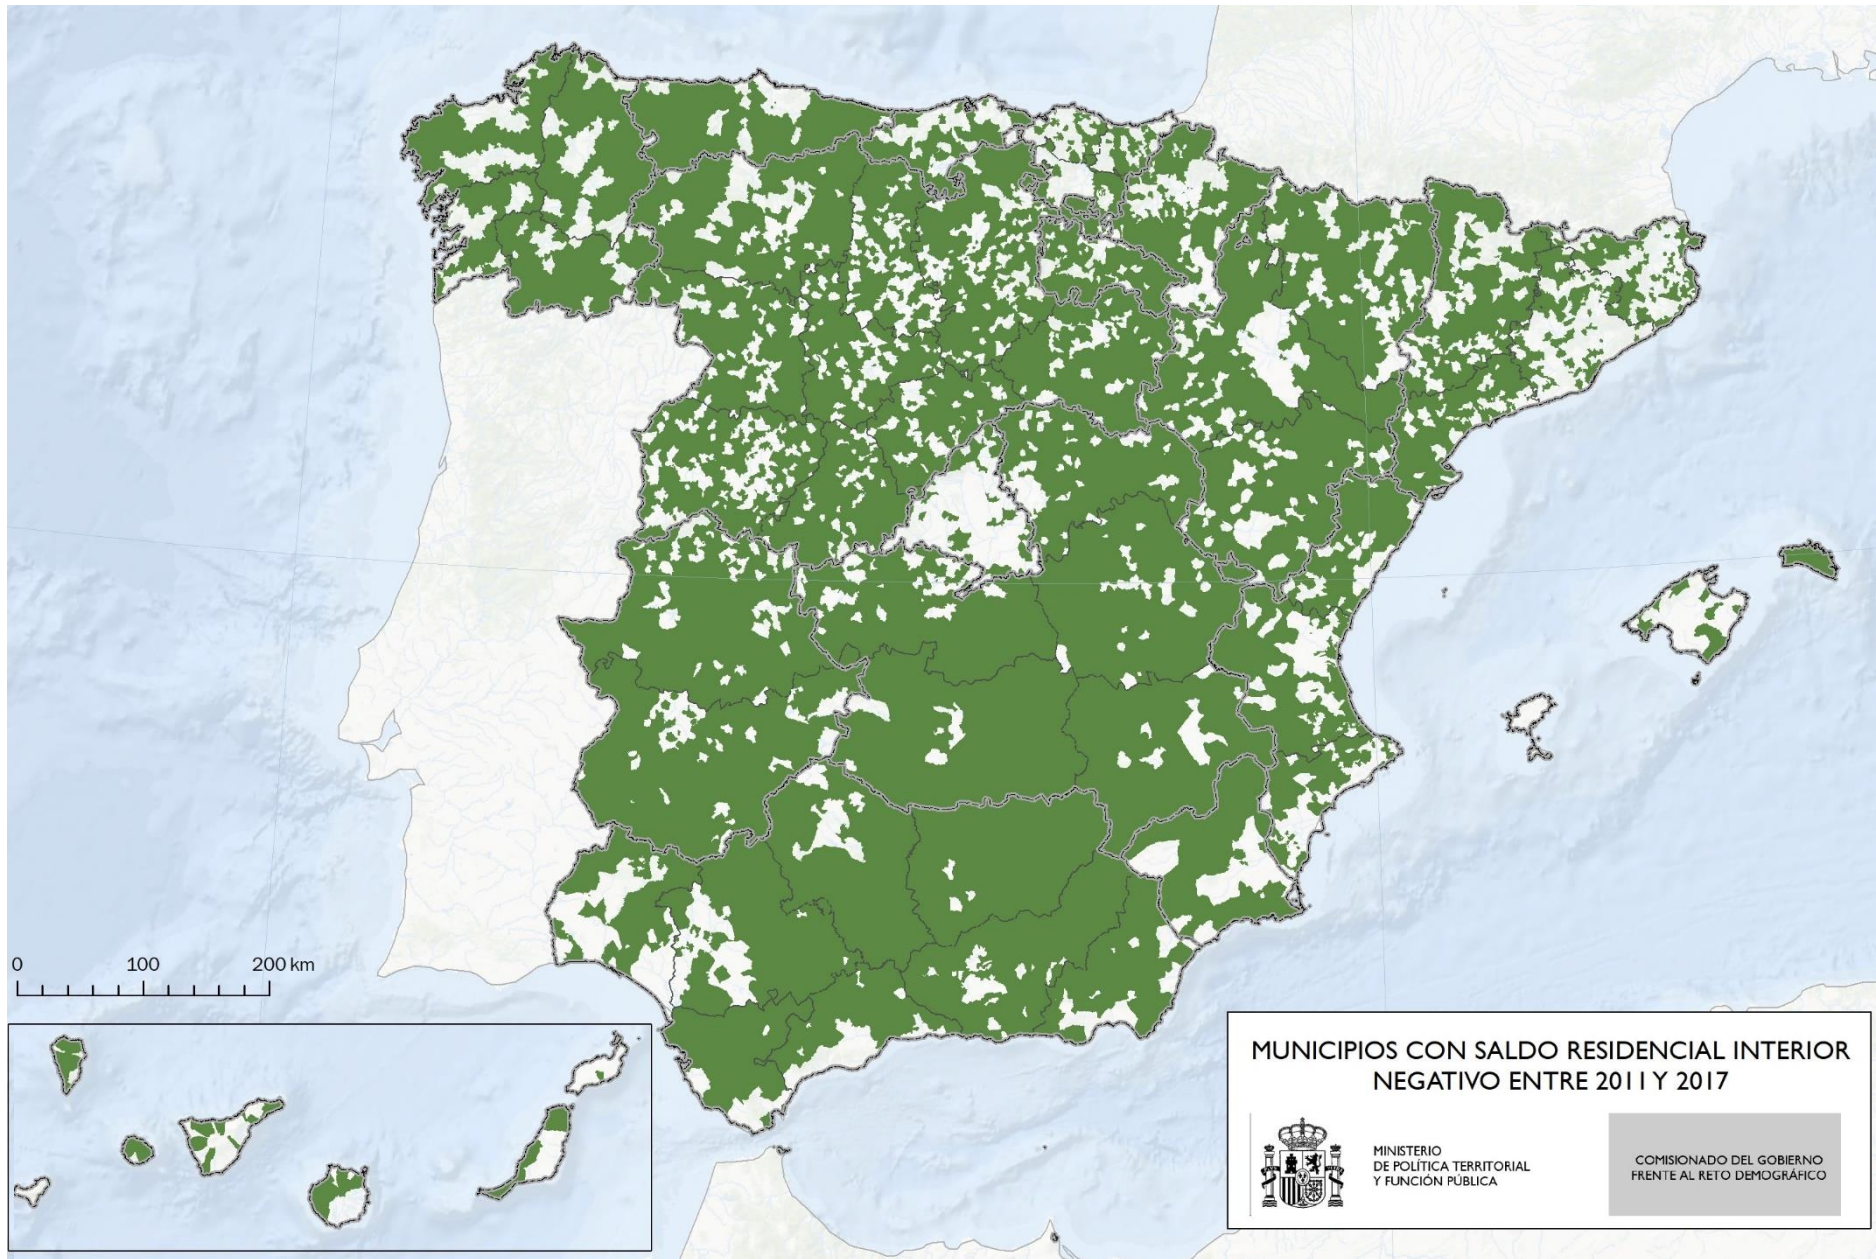 0 100 200 km
MUNICIPIOS CON SALDO RESIDENCIAL INTERIOR
NEGATIVO ENTRE 2011 Y 2017
MINISTERIO
DE POLÍTICA TERRITORIAL
Y FUNCIÓN PÚBLICA
COMISIONADO DEL GOBIERNO
FRENTE AL RETO DEMOGRÁFICO